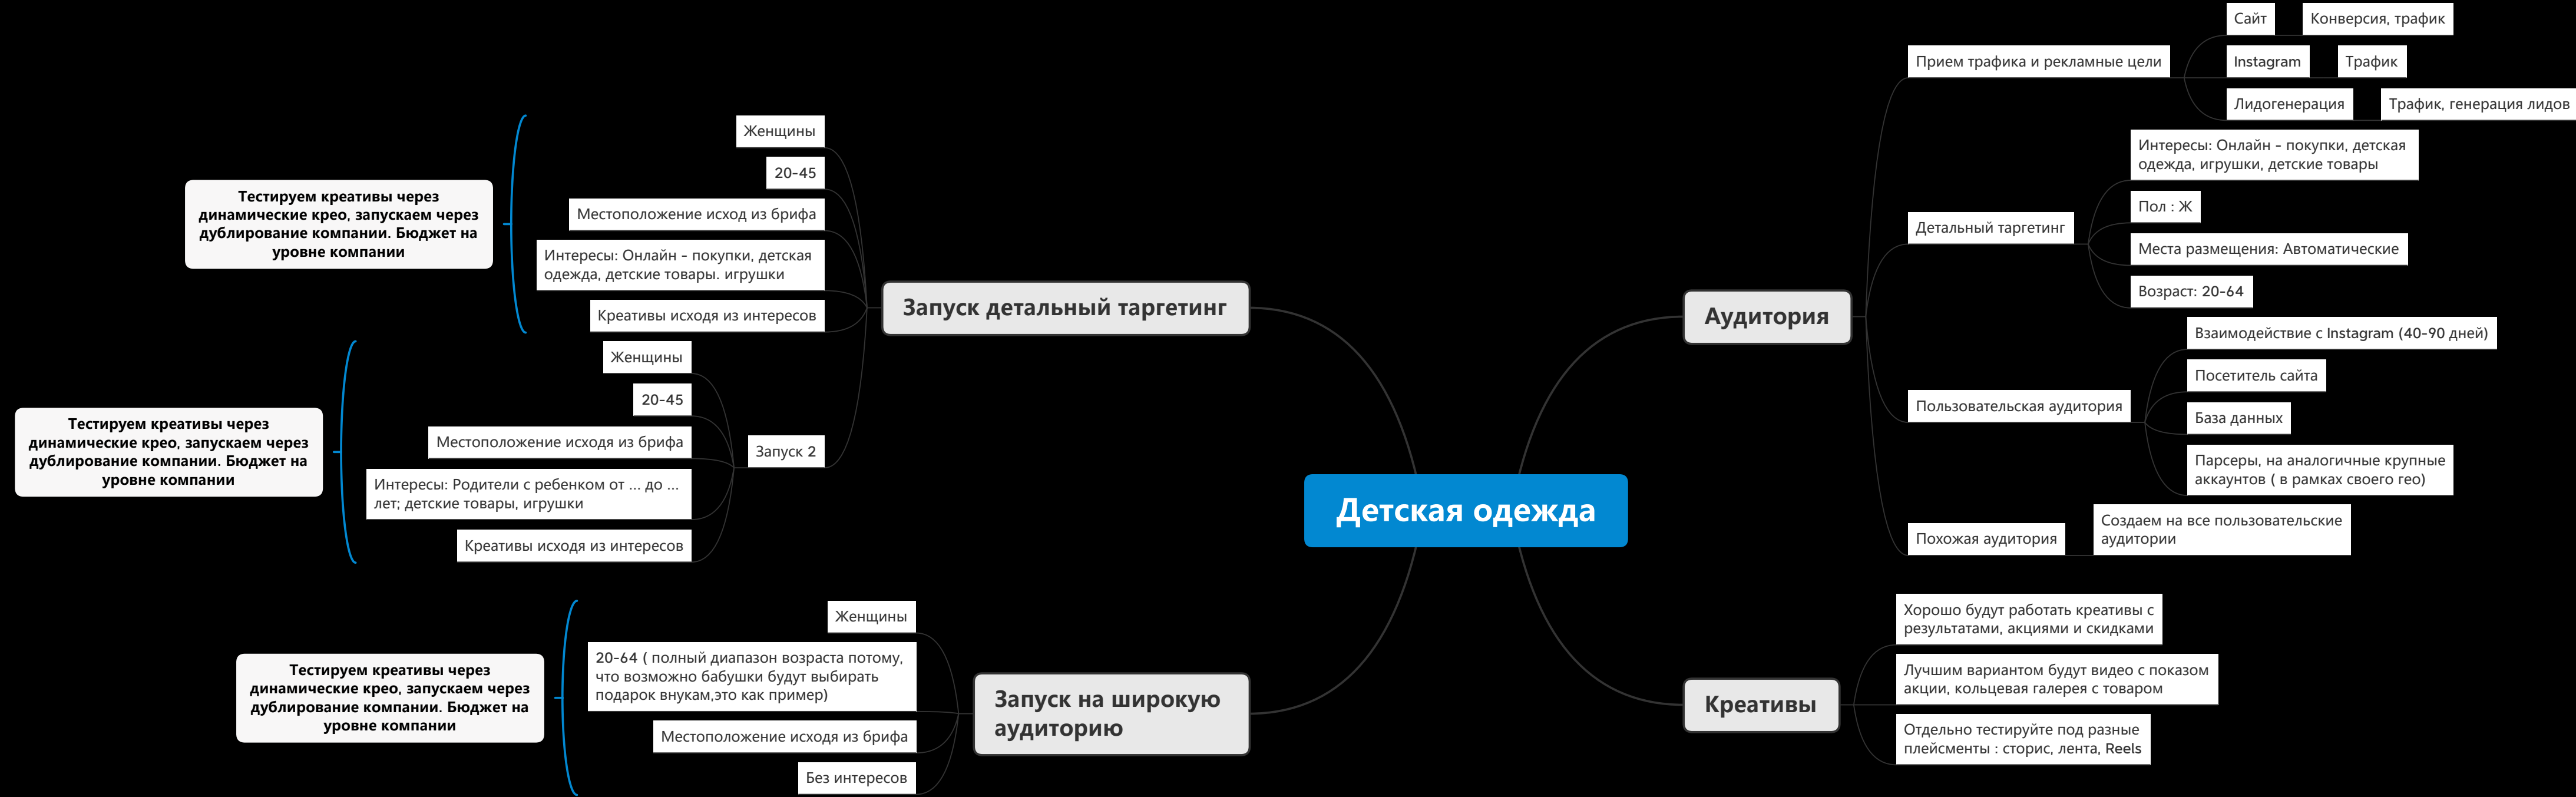 Детская одежда
Аудитория
Прием трафика и рекламные цели
Сайт
Конверсия, трафик
Instagram
Трафик
Лидогенерация
Трафик, генерация лидов
Детальный таргетинг
Интересы: Онлайн - покупки, детская
одежда, игрушки, детские товары
Пол : Ж
Места размещения: Автоматические
Возраст: 20-64
Пользовательская аудитория
Взаимодействие с Instagram (40-90 дней)
Посетитель сайта
База данных
Парсеры, на аналогичные крупные
аккаунтов ( в рамках своего гео)
Похожая аудитория
Создаем на все пользовательские
аудитории
Креативы
Хорошо будут работать креативы с
результатами, акциями и скидками
Лучшим вариантом будут видео с показом
акции, кольцевая галерея с товаром
Отдельно тестируйте под разные
плейсменты : сторис, лента, Reels
Запуск детальный таргетинг
Женщины
20-45
Местоположение исход из брифа
Интересы: Онлайн - покупки, детская
одежда, детские товары. игрушки
Креативы исходя из интересов
Тестируем креативы через
динамические крео, запускаем через
дублирование компании. Бюджет на
уровне компании
Запуск 2
Женщины
20-45
Местоположение исходя из брифа
Интересы: Родители с ребенком от ... до ...
лет; детские товары, игрушки
Креативы исходя из интересов
Тестируем креативы через
динамические крео, запускаем через
дублирование компании. Бюджет на
уровне компании
Запуск на широкую
аудиторию
Женщины
20-64 ( полный диапазон возраста потому,
что возможно бабушки будут выбирать
подарок внукам,это как пример)
Местоположение исходя из брифа
Без интересов
Тестируем креативы через
динамические крео, запускаем через
дублирование компании. Бюджет на
уровне компании